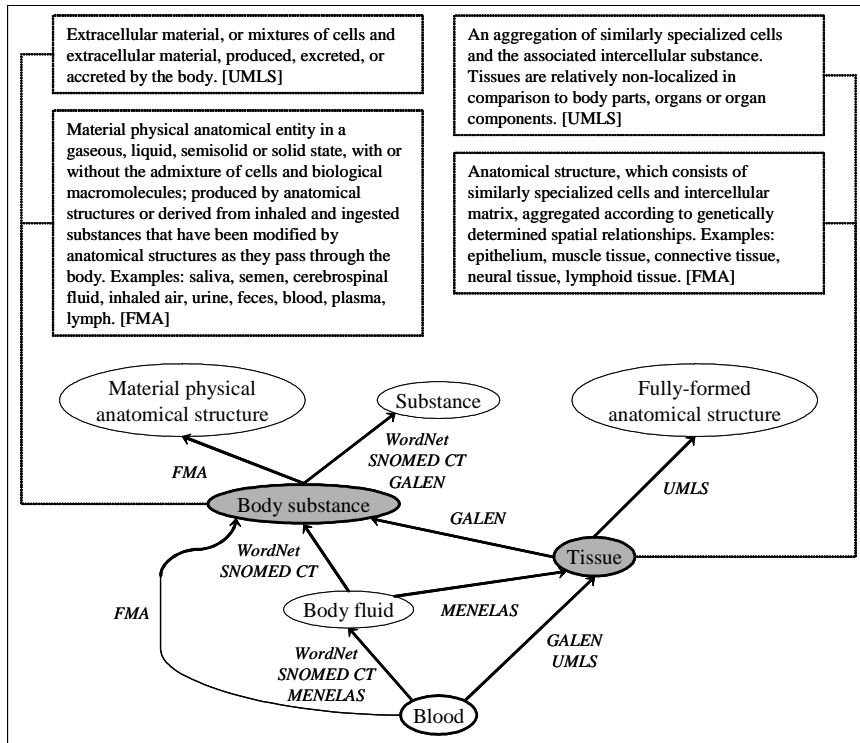 Extracellular material, or mixtures of cells and
extracellular material, produced, excreted, or
accreted by the body. [UMLS]
An aggregation of similarly specialized cells
and the associated intercellular substance.
Tissues are relatively non-localized in
comparison to body parts, organs or organ
components. [UMLS]
Material physical anatomical entity in a
gaseous, liquid, semisolid or solid state, with or
without the admixture of cells and biological
macromolecules; produced by anatomical
structures or derived from inhaled and ingested
substances that have been modified by
anatomical structures as they pass through the
body. Examples: saliva, semen, cerebrospinal
fluid, inhaled air, urine, feces, blood, plasma,
lymph. [FMA]
Anatomical structure, which consists of
similarly specialized cells and intercellular
matrix, aggregated according to genetically
determined spatial relationships. Examples:
epithelium, muscle tissue, connective tissue,
neural tissue, lymphoid tissue. [FMA]
Material physical
anatomical structure
Substance
Fully-formed
anatomical structure
FMA
WordNet
SNOMED CT
GALEN
UMLS
Body substance
GALEN
WordNet
SNOMED CT
Tissue
FMA
Body fluid
MENELAS
WordNet
SNOMED CT
MENELAS
GALEN
UMLS
Blood